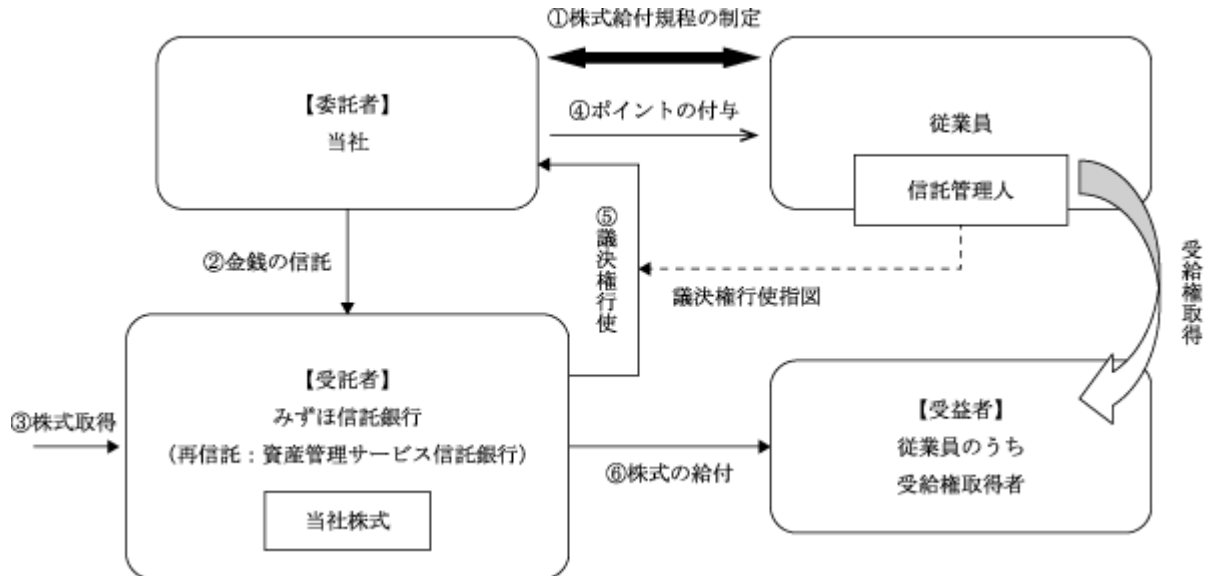 ①株式給付規程の制定
【委託者】
当社
④ポイントの付与
従業員
信託管理人
②金銭の信託
⑤議決権行使
議決権行使指図
受給権取得
③株式取得
【受託者】
みずほ信託銀行
(再信託:資産管理サービス信託銀行)
当社株式
⑥株式の給付
【受益者】
従業員のうち
受給権取得者